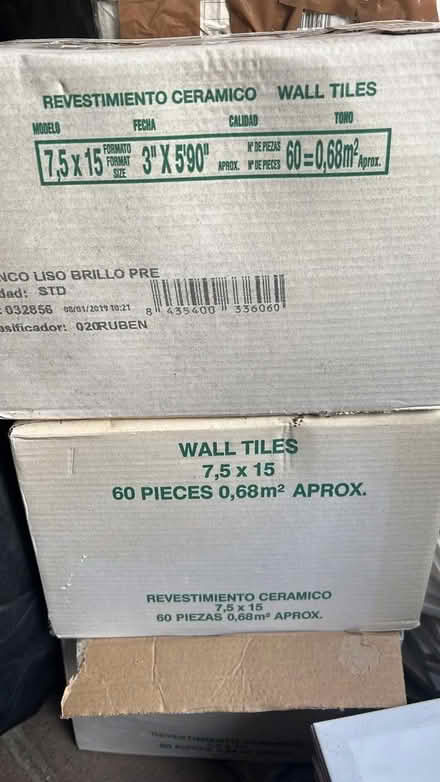 REVESTIMIENTO CERAMICO WALL TILES
MODELO FECHA CALIDAD TONO
7,5 x 15 FORMATO FORMAT SIZE 3" X 5'90" APROX. Nº DE PIEZAS Nº DE PIECES 60=0,68m² Aprox.
NCO LISO BRILLO PRE
dad: STD
: 032856 08/01/2019 10:21
asificador: 020RUBEN
8 435400 336060
WALL TILES
7,5 x 15
60 PIECES 0,68m² APROX.
REVESTIMIENTO CERAMICO
7,5 x 15
60 PIEZAS 0,68m² APROX.
REVESTIMIENTO CERAMICO